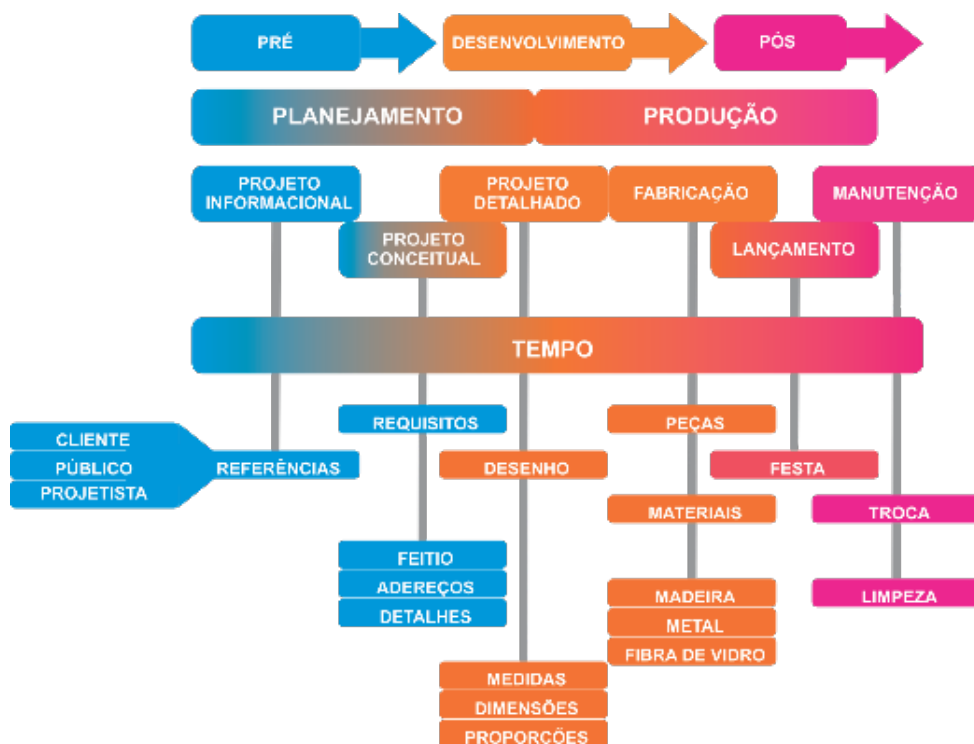 PRÉ
DESENVOLVIMENTO
PÓS
PLANEJAMENTO
PRODUÇÃO
PROJETO
INFORMACIONAL
PROJETO
CONCEITUAL
PROJETO
DETALHADO
FABRICAÇÃO
LANÇAMENTO
MANUTENÇÃO
TEMPO
CLIENTE
PÚBLICO
PROJETISTA
REFERÊNCIAS
REQUISITOS
FEITIO
ADEREÇOS
DETALHES
DESENHO
MEDIDAS
DIMENSÕES
PROPORCÕES
PEÇAS
MATERIAIS
MADEIRA
METAL
FIBRA DE VIDRO
FESTA
TROCA
LIMPEZA